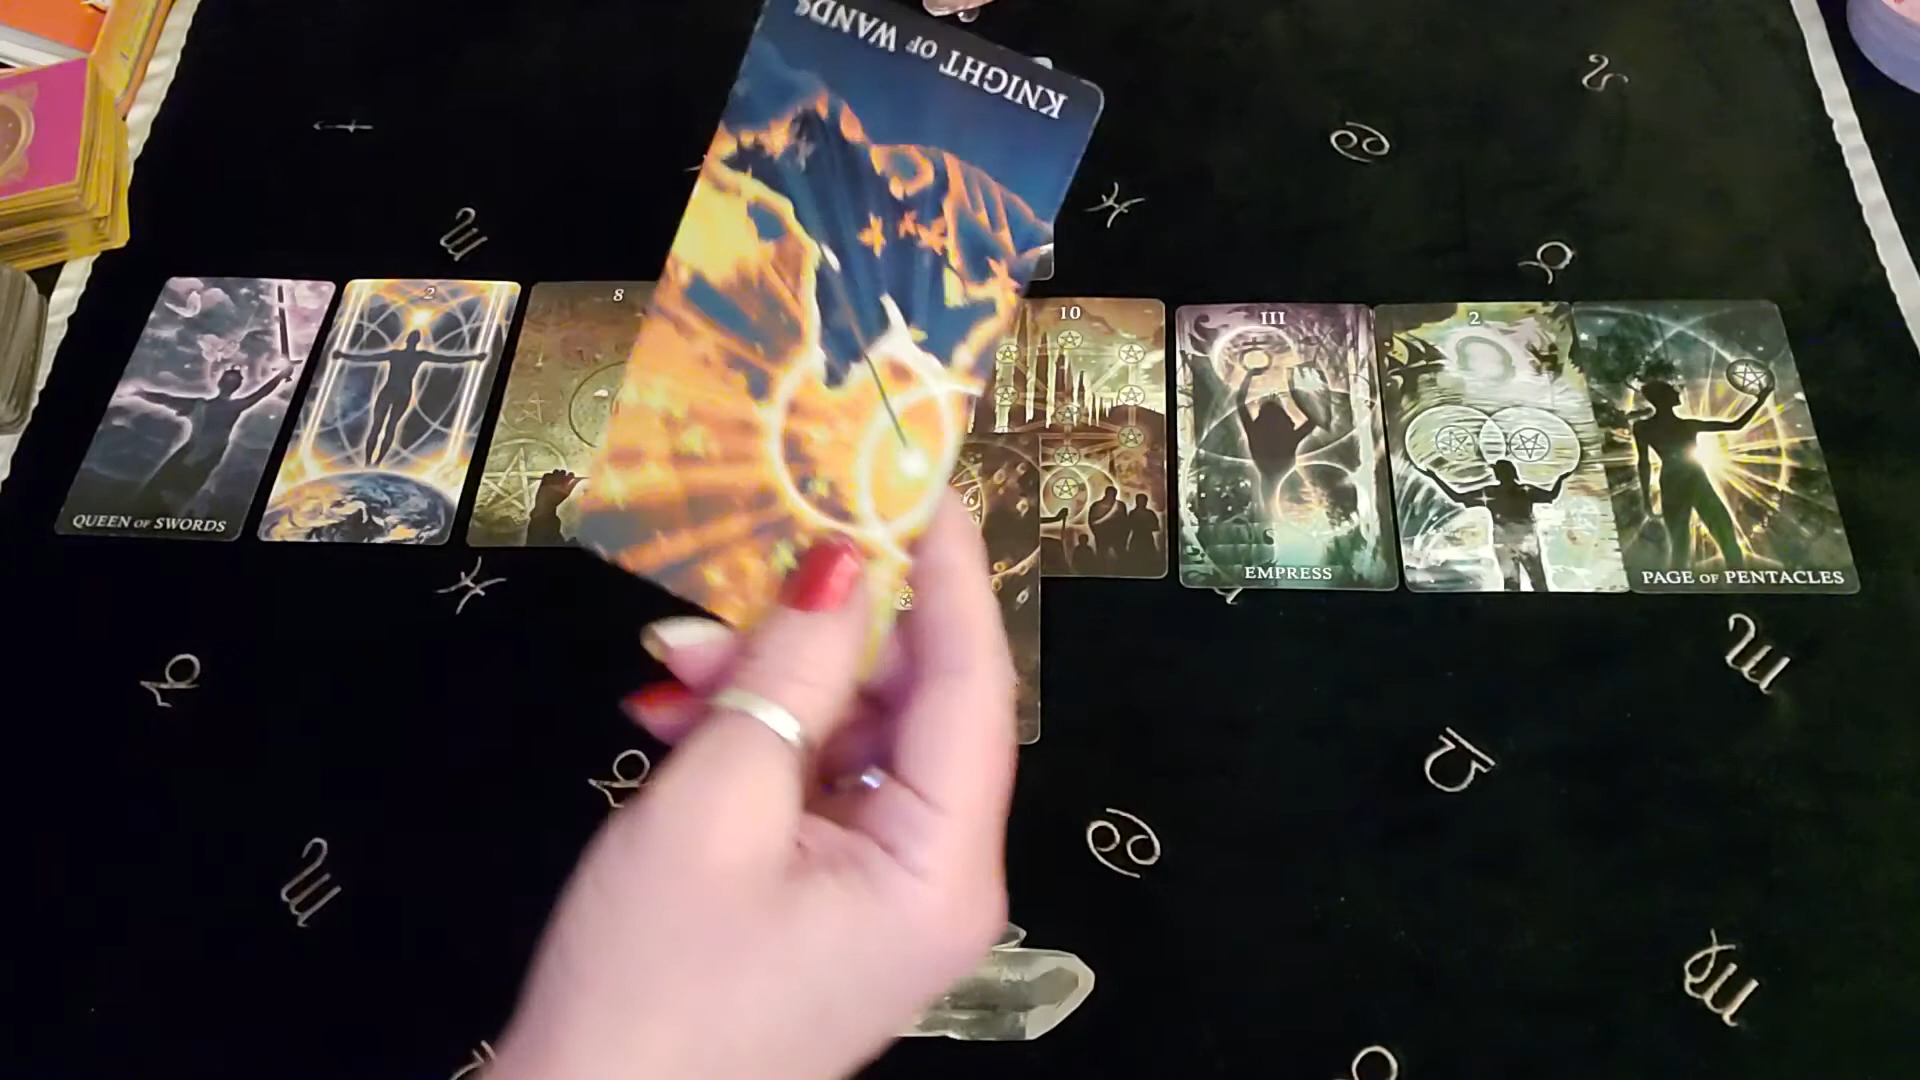 KNIGHT OF WANDS
2
8
10
III
2
QUEEN OF SWORDS
EMPRESS
PAGE OF PENTACLES